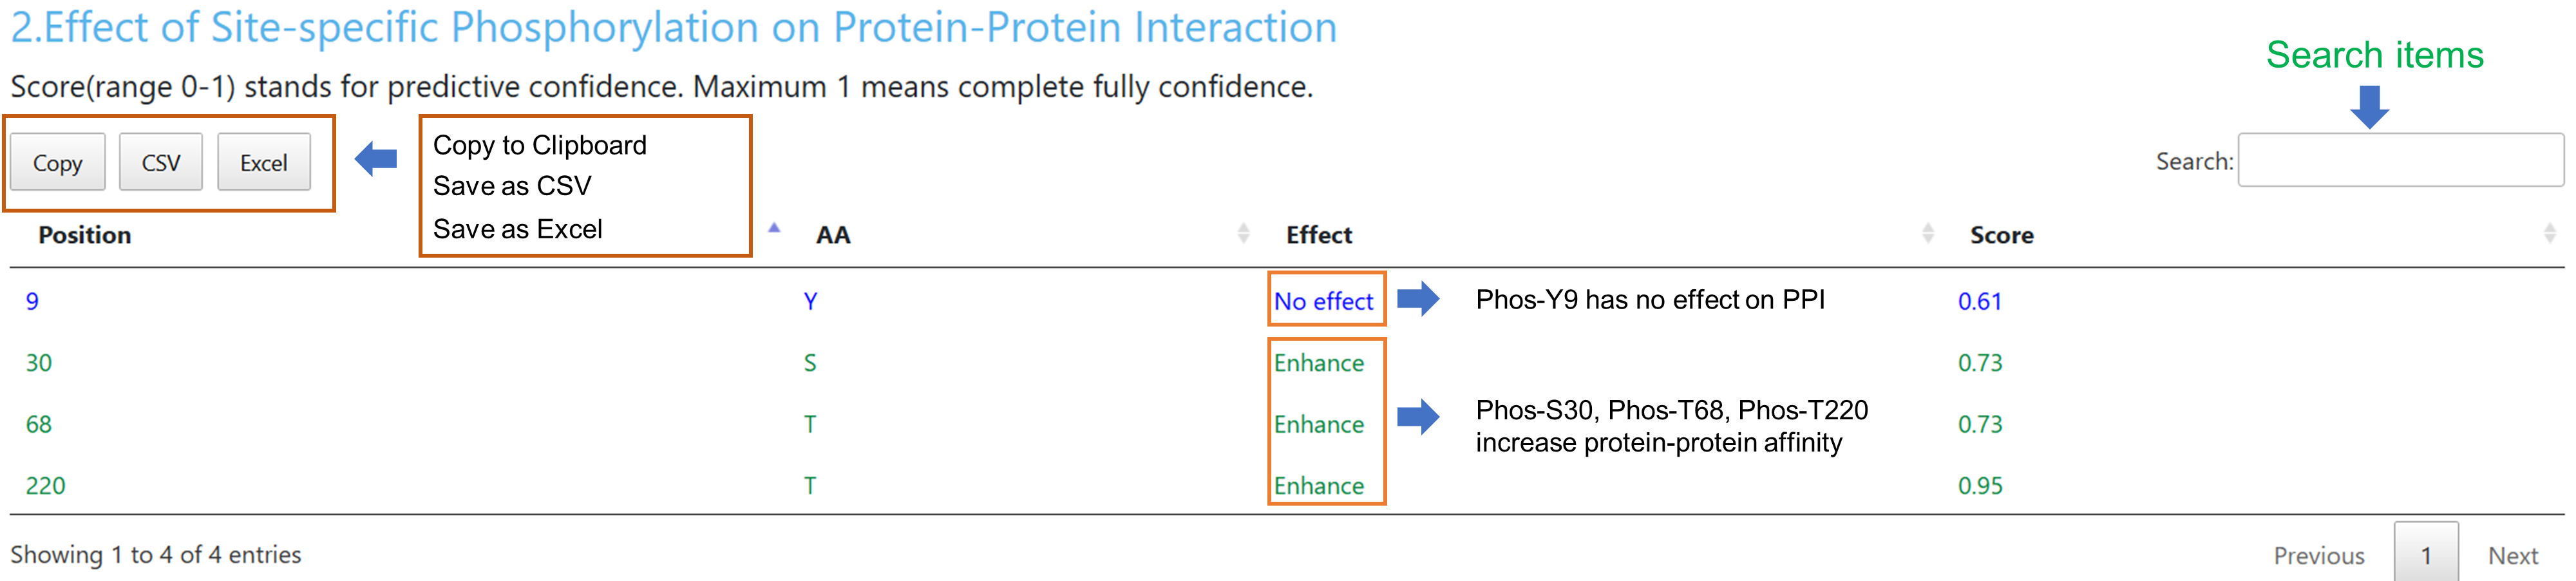 2.Effect of Site-specific Phosphorylation on Protein-Protein Interaction
Search items
Score(range 0-1) stands for predictive confidence. Maximum 1 means complete fully confidence.
Copy CSV Excel
Copy to Clipboard
Save as CSV
Save as Excel
Search:
Position AA Effect Score
9 Y No effect Phos-Y9 has no effect on PPI 0.61
30 S Enhance 0.73
Phos-S30, Phos-T68, Phos-T220
68 T Enhance 0.73
increase protein-protein affinity
220 T Enhance 0.95
Showing 1 to 4 of 4 entries
Previous 1 Next